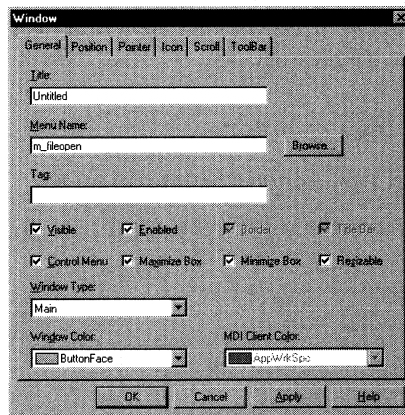 Window
General Position Pointer Icon Scroll ToolBar
Title:
Untitled
Menu Name:
m_fileopen Browse...
Tag:
Visible Enabled Border Title Bar
Control Menu Maximize Box Minimize Box Resizable
Window Type:
Main
Window Color: MDI Client Color:
ButtonFace AppWrkSpc
OK Cancel Apply Help